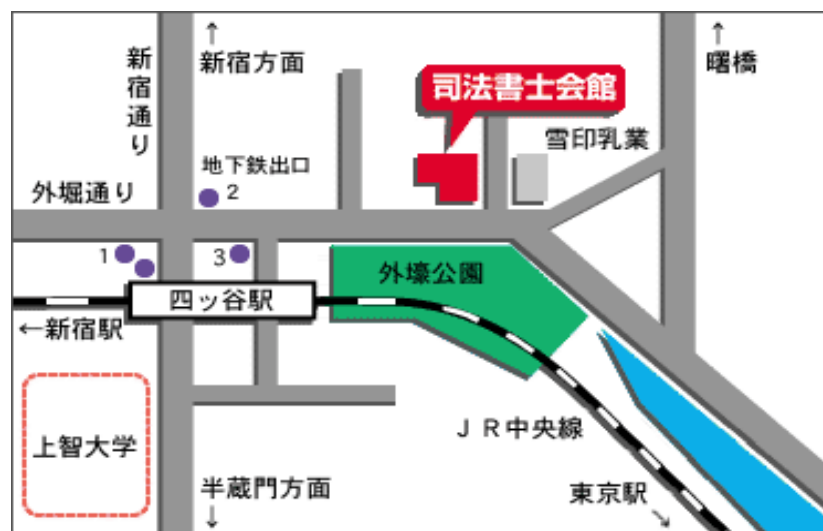 ↑
新宿方面
新宿通り
↑
曙橋
司法書士会館
雪印乳業
地下鉄出口
2
外堀通り
1
3
外壕公園
四ッ谷駅
←新宿駅
上智大学
JR中央線
半蔵門方面
↓
東京駅
↘